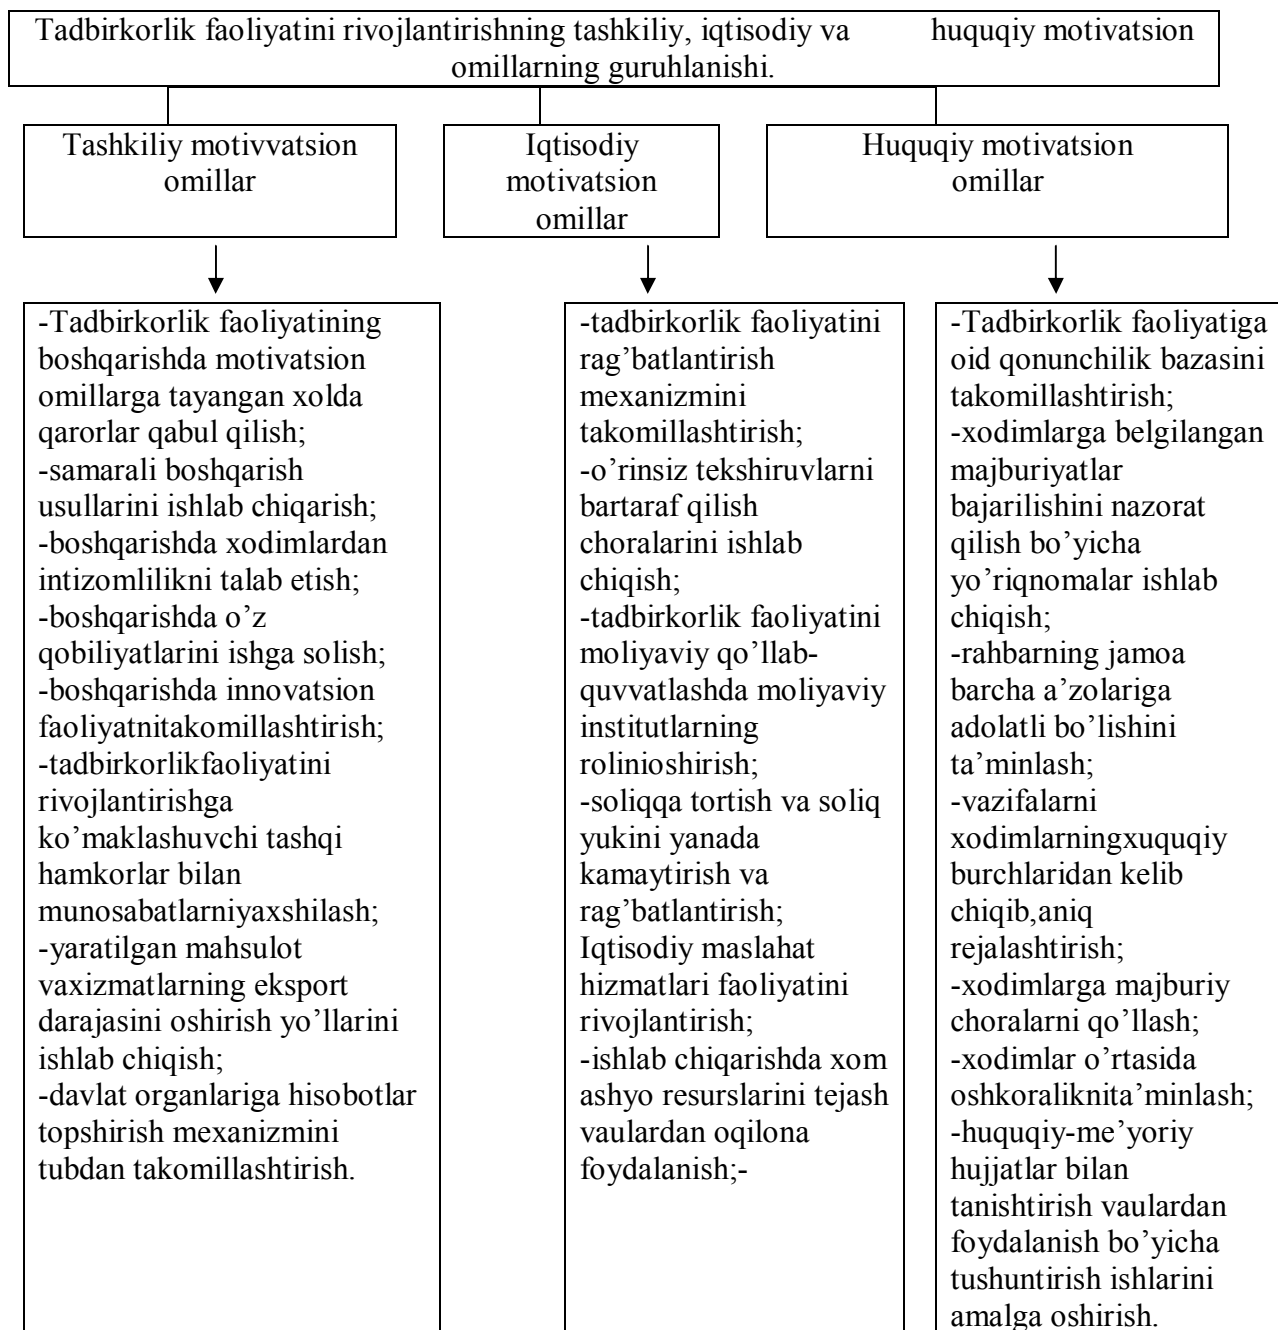 Tadbirkorlik faoliyatini rivojlantirishning tashkiliy, iqtisodiy va huquqiy motivatsion
omillarning guruhlanishi.
Tashkiliy motivvatsion
omillar
Iqtisodiy
motivatsion
omillar
Huquqiy motivatsion
omillar
-Tadbirkorlik faoliyatining
boshqarishda motivatsion
omillarga tayangan xolda
qarorlar qabul qilish;
-samarali boshqarish
usullarini ishlab chiqarish;
-boshqarishda xodimlardan
intizomlilikni talab etish;
-boshqarishda o’z
qobiliyatlarini ishga solish;
-boshqarishda innovatsion
faoliyatnitakomillashtirish;
-tadbirkorlikfaoliyatini
rivojlantirishga
ko’maklashuvchi tashqi
hamkorlar bilan
munosabatlarniyaxshilash;
-yaratilgan mahsulot
vaxizmatlarning eksport
darajasini oshirish yo’llarini
ishlab chiqish;
-davlat organlariga hisobotlar
topshirish mexanizmini
tubdan takomillashtirish.
-tadbirkorlik faoliyatini
rag’batlantirish
mexanizmini
takomillashtirish;
-o’rinsiz tekshiruvlarni
bartaraf qilish
choralarini ishlab
chiqish;
-tadbirkorlik faoliyatini
moliyaviy qo’llab-
quvvatlashda moliyaviy
institutlarning
rolinioshirish;
-soliqqa tortish va soliq
yukini yanada
kamaytirish va
rag’batlantirish;
Iqtisodiy maslahat
hizmatlari faoliyatini
rivojlantirish;
-ishlab chiqarishda xom
ashyo resurslarini tejash
vaulardan oqilona
foydalanish;-
-Tadbirkorlik faoliyatiga
oid qonunchilik bazasini
takomillashtirish;
-xodimlarga belgilangan
majburiyatlar
bajarilishini nazorat
qilish bo’yicha
yo’riqnomalar ishlab
chiqish;
-rahbarning jamoa
barcha a’zolariga
adolatli bo’lishini
ta’minlash;
-vazifalarni
xodimlarningxuquqiy
burchlaridan kelib
chiqib,aniq
rejalashtirish;
-xodimlarga majburiy
choralarni qo’llash;
-xodimlar o’rtasida
oshkoraliknita’minlash;
-huquqiy-me’yoriy
hujjatlar bilan
tanishtirish vaulardan
foydalanish bo’yicha
tushuntirish ishlarini
amalga oshirish.